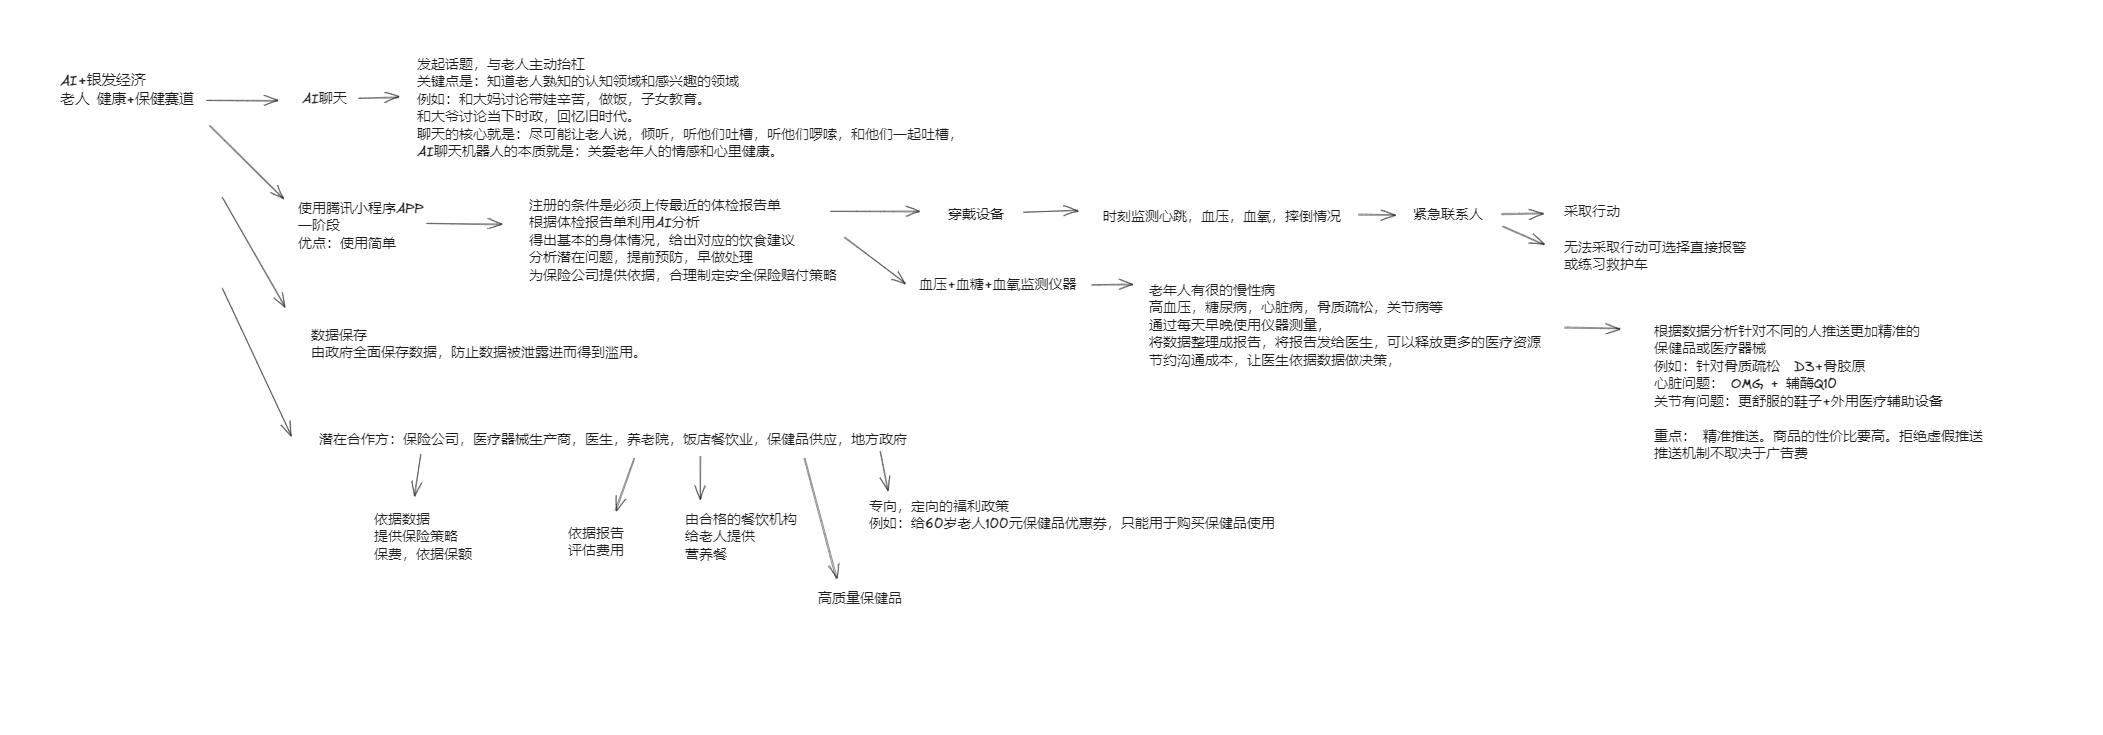 AI+银发经济
老人 健康+保健赛道
AI聊天
发起话题，与老人主动抬杠
关键点是：知道老人熟知的认知领域和感兴趣的领域
例如：和大妈讨论带娃辛苦，做饭，子女教育。
和大爷讨论当下时政，回忆旧时代。
聊天的核心就是：尽可能让老人说，倾听，听他们吐槽，听他们啰嗦，和他们一起吐槽，
AI聊天机器人的本质就是：关爱老年人的情感和心里健康。
使用腾讯小程序APP
一阶段
优点：使用简单
注册的条件是必须上传最近的体检报告单
根据体检报告单利用AI分析
得出基本的身体情况，给出对应的饮食建议
分析潜在问题，提前预防，早做处理
为保险公司提供依据，合理制定安全保险赔付策略
穿戴设备
时刻监测心跳，血压，血氧，摔倒情况
紧急联系人
采取行动
无法采取行动可选择直接报警
或练习救护车
血压+血糖+血氧监测仪器
老年人有很的慢性病
高血压，糖尿病，心脏病，骨质疏松，关节病等
通过每天早晚使用仪器测量，
将数据整理成报告，将报告发给医生，可以释放更多的医疗资源
节约沟通成本，让医生依据数据做决策，
根据数据分析针对不同的人推送更加精准的
保健品或医疗器械
例如：针对骨质疏松 D3+骨胶原
心脏问题： OMG + 辅酶Q10
关节有问题：更舒服的鞋子+外用医疗辅助设备
重点： 精准推送。商品的性价比要高。拒绝虚假推送
推送机制不取决于广告费
数据保存
由政府全面保存数据，防止数据被泄露进而得到滥用。
潜在合作方：保险公司，医疗器械生产商，医生，养老院，饭店餐饮业，保健品供应，地方政府
依据数据
提供保险策略
保费，依据保额
依据报告
评估费用
由合格的餐饮机构
给老人提供
营养餐
高质量保健品
专向，定向的福利政策
例如：给60岁老人100元保健品优惠券，只能用于购买保健品使用